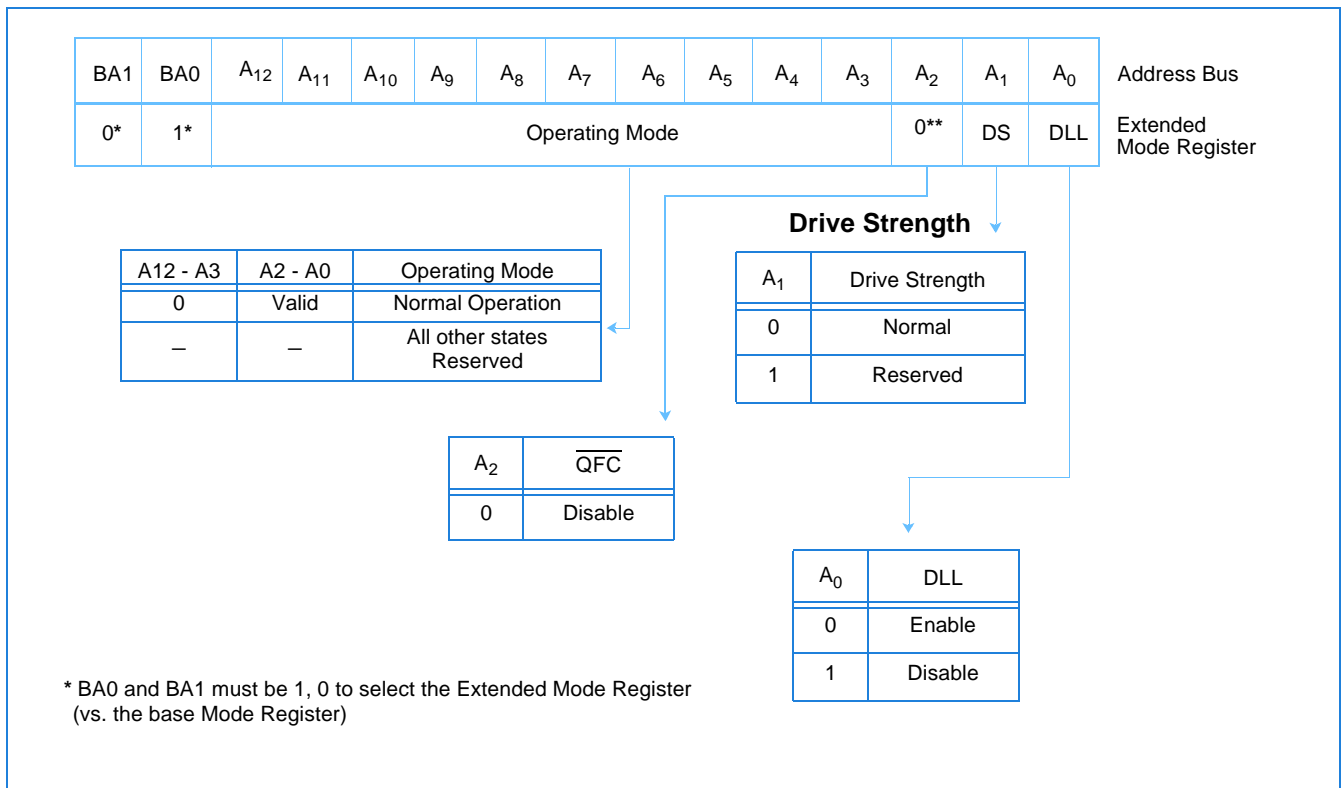 BA1 BA0 A12 A11 A10 A9 A8 A7 A6 A5 A4 A3 A2 A1 A0 Address Bus
0* 1* Operating Mode 0** DS DLL Extended
Mode Register
Drive Strength
A12 - A3 A2 - A0 Operating Mode
0 Valid Normal Operation
– – All other states
Reserved
A1 Drive Strength
0 Normal
1 Reserved
A2 QFC
0 Disable
A0 DLL
0 Enable
1 Disable
* BA0 and BA1 must be 1, 0 to select the Extended Mode Register
(vs. the base Mode Register)